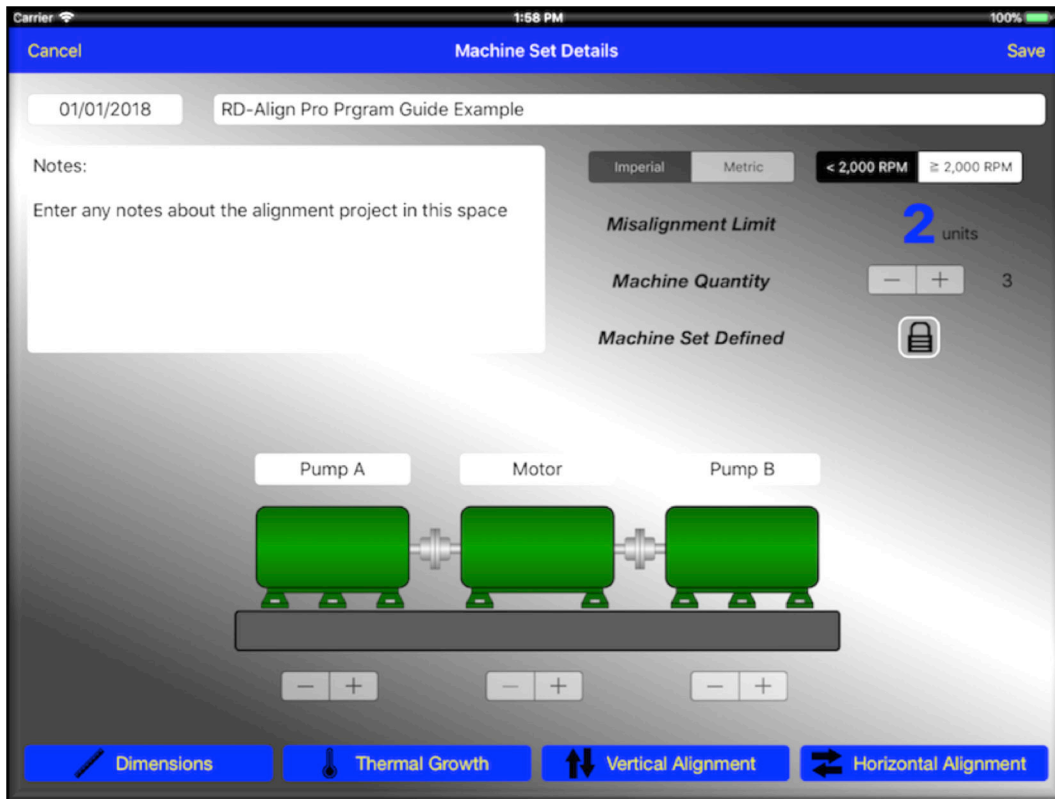 Carrier 1:58 PM 100%
Cancel Machine Set Details Save
01/01/2018 RD-Align Pro Prgram Guide Example
Notes:
Enter any notes about the alignment project in this space
Imperial Metric < 2,000 RPM ≧ 2,000 RPM
Misalignment Limit 2 units
Machine Quantity − + 3
Machine Set Defined
Pump A Motor Pump B
− + − + − +
Dimensions Thermal Growth Vertical Alignment Horizontal Alignment